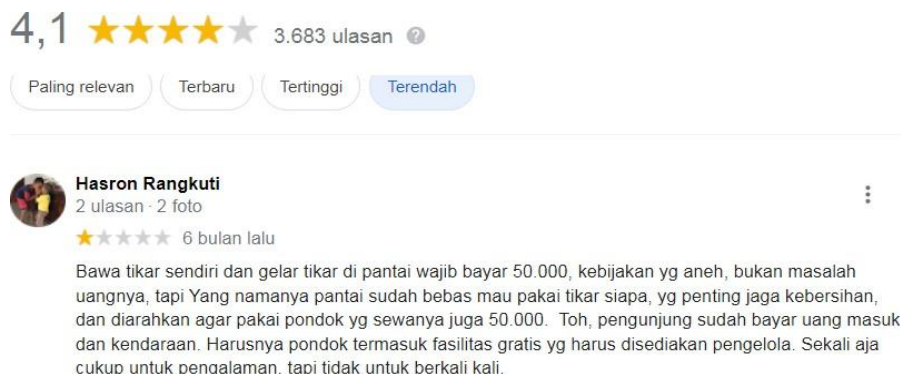 4,1 3.683 ulasan
Paling relevan Terbaru Tertinggi Terendah
Hasron Rangkuti
2 ulasan · 2 foto
6 bulan lalu
Bawa tikar sendiri dan gelar tikar di pantai wajib bayar 50.000, kebijakan yg aneh, bukan masalah
uangnya, tapi Yang namanya pantai sudah bebas mau pakai tikar siapa, yg penting jaga kebersihan,
dan diarahkan agar pakai pondok yg sewanya juga 50.000. Toh, pengunjung sudah bayar uang masuk
dan kendaraan. Harusnya pondok termasuk fasilitas gratis yg harus disediakan pengelola. Sekali aja
cukup untuk pengalaman, tapi tidak untuk berkali kali.